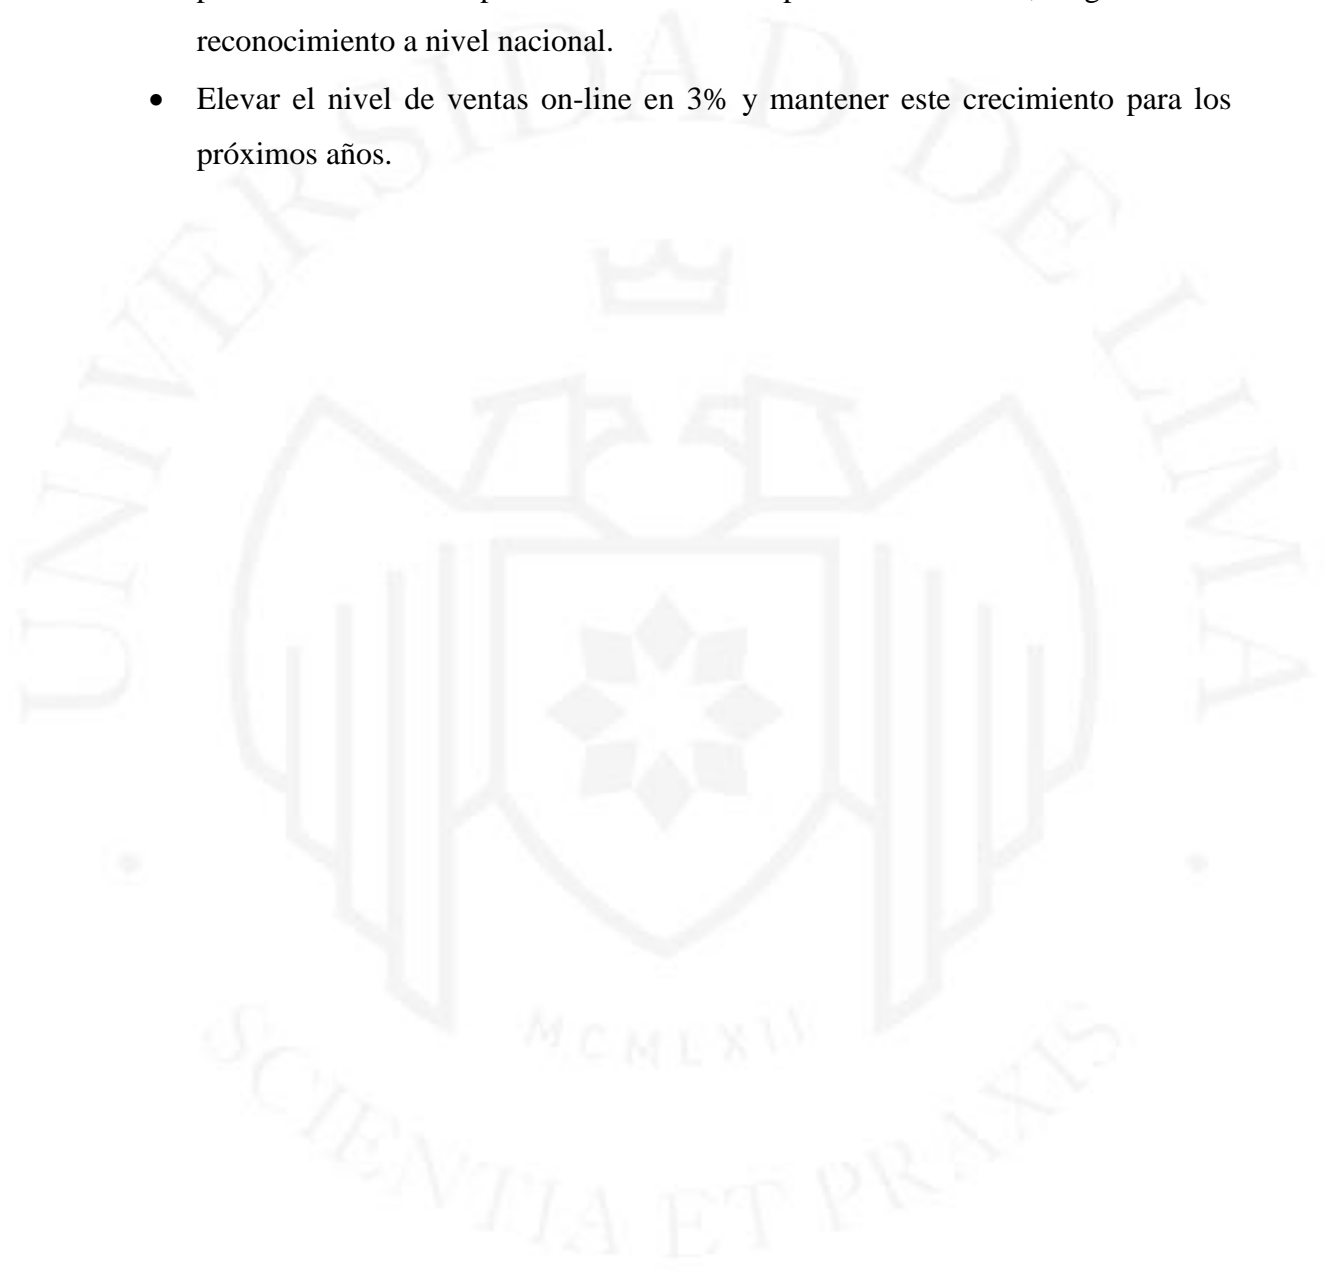 reconocimiento a nivel nacional.
• Elevar el nivel de ventas on-line en 3% y mantener este crecimiento para los
próximos años.
UNIVERSIDAD DE LIMA
MCMLXII
SCIENTIA ET PRAXIS